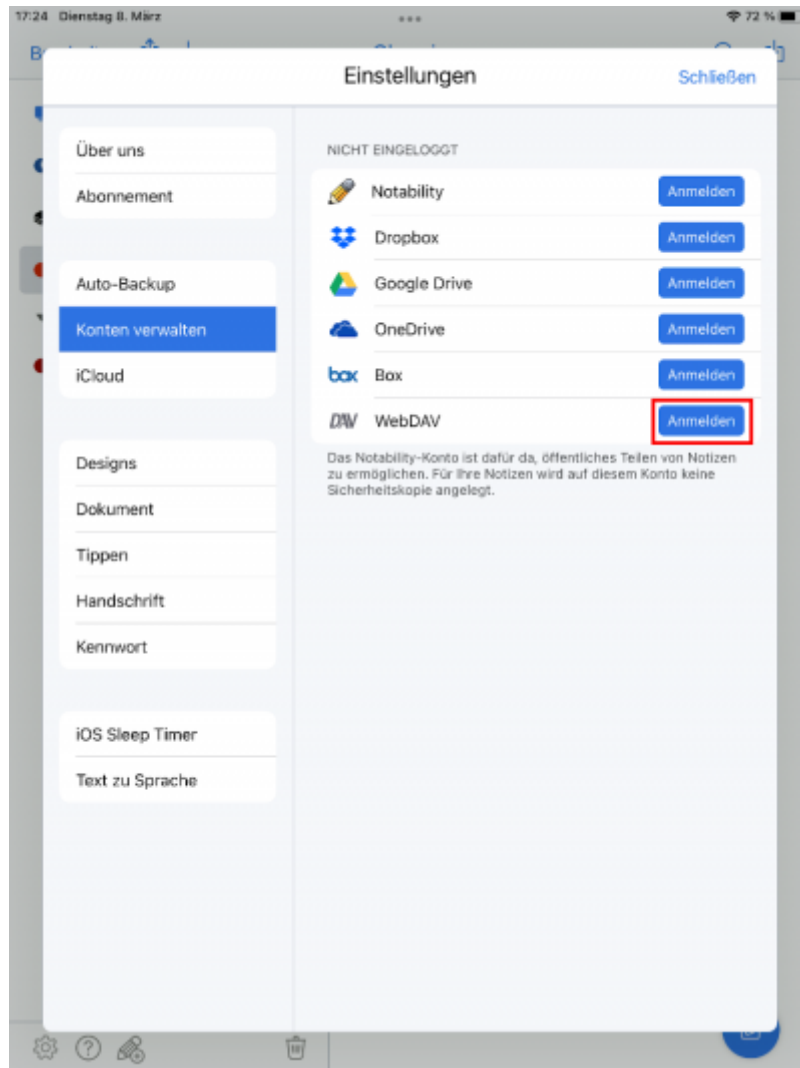 17:24 Dienstag 8. März
72 %
Einstellungen
Schließen
Über uns
Abonnement
Auto-Backup
Konten verwalten
iCloud
Designs
Dokument
Tippen
Handschrift
Kennwort
iOS Sleep Timer
Text zu Sprache
NICHT EINGELOGGT
Notability Anmelden
Dropbox Anmelden
Google Drive Anmelden
OneDrive Anmelden
box Box Anmelden
DAV WebDAV Anmelden
Das Notability-Konto ist dafür da, öffentliches Teilen von Notizen
zu ermöglichen. Für Ihre Notizen wird auf diesem Konto keine
Sicherheitskopie angelegt.